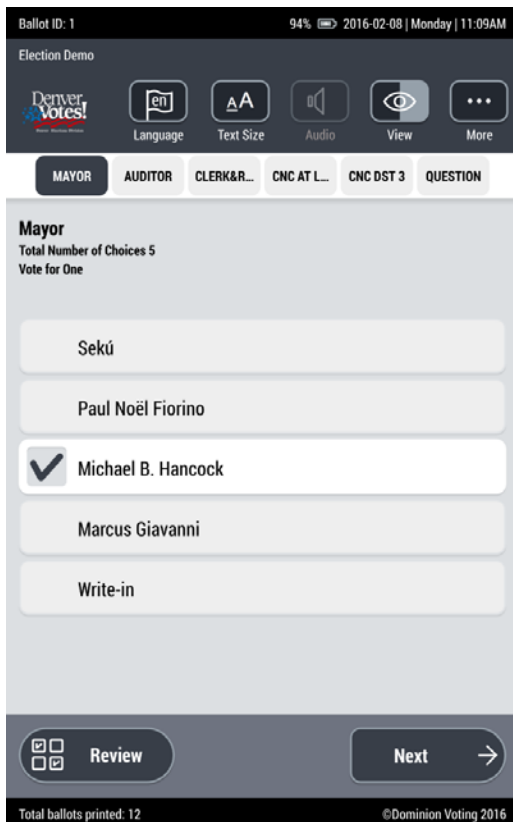 Ballot ID: 1
94% 2016-02-08 | Monday | 11:09AM
Election Demo
Denver
Votes!
Language
Text Size
Audio
View
More
en
AA
MAYOR
AUDITOR
CLERK&R...
CNC AT L...
CNC DST 3
QUESTION
Mayor
Total Number of Choices 5
Vote for One
Sekú
Paul Noël Fiorino
Michael B. Hancock
Marcus Giavanni
Write-in
Review
Next
Total ballots printed: 12
©Dominion Voting 2016